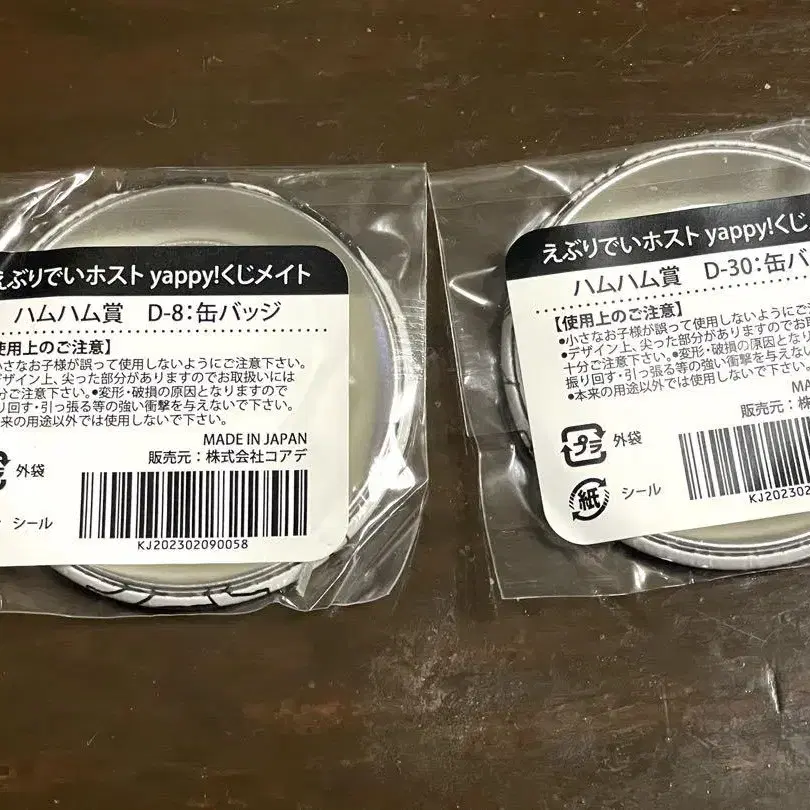 えぶりでいホスト yappy!くじメイト
ハムハム賞 D-8：缶バッジ
使用上のご注意】
小さなお子様が誤って使用しないようにご注意下さい。
デザイン上、尖った部分がありますのでお取扱いには
分ご注意下さい。●変形・破損の原因となりますので
り回す・引っ張る等の強い衝撃を与えないで下さい。
本来の用途以外では使用しないで下さい。
MADE IN JAPAN
販売元：株式会社コアデ
外袋
シール
KJ202302090058
えぶりでいホスト yappy!くじ
ハムハム賞 D-30：缶バ
【使用上のご注意】
●小さなお子様が誤って使用しないようにご注
●デザイン上、尖った部分がありますのでお
十分ご注意下さい。●変形・破損の原因となり
振り回す・引っ張る等の強い衝撃を与えない
●本来の用途以外では使用しないで下さい。
MA
販売元：株
プラ 外袋
紙 シール
KJ202302